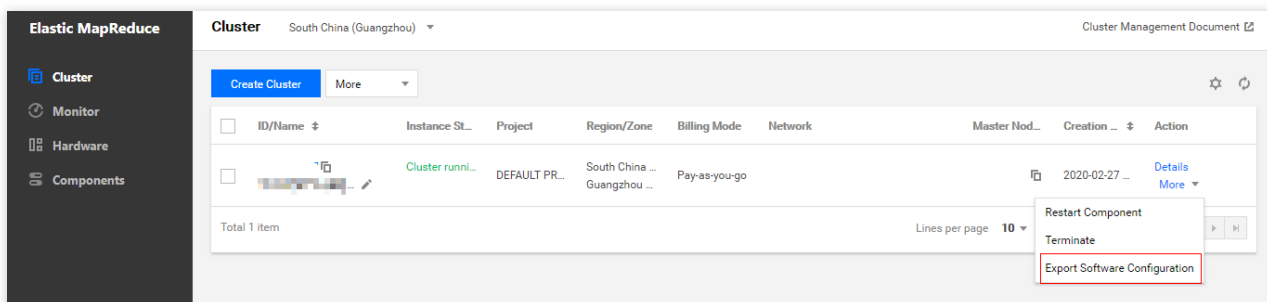 Elastic MapReduce
Cluster South China (Guangzhou)
Cluster Management Document
Cluster
Monitor
Hardware
Components
Create Cluster More
ID/Name Instance St... Project Region/Zone Billing Mode Network Master Nod... Creation ... Action
Cluster runni... DEFAULT PR... South China ... Pay-as-you-go 2020-02-27 ... Details
Guangzhou ... More
Restart Component
Terminate
Export Software Configuration
Total 1 item Lines per page 10